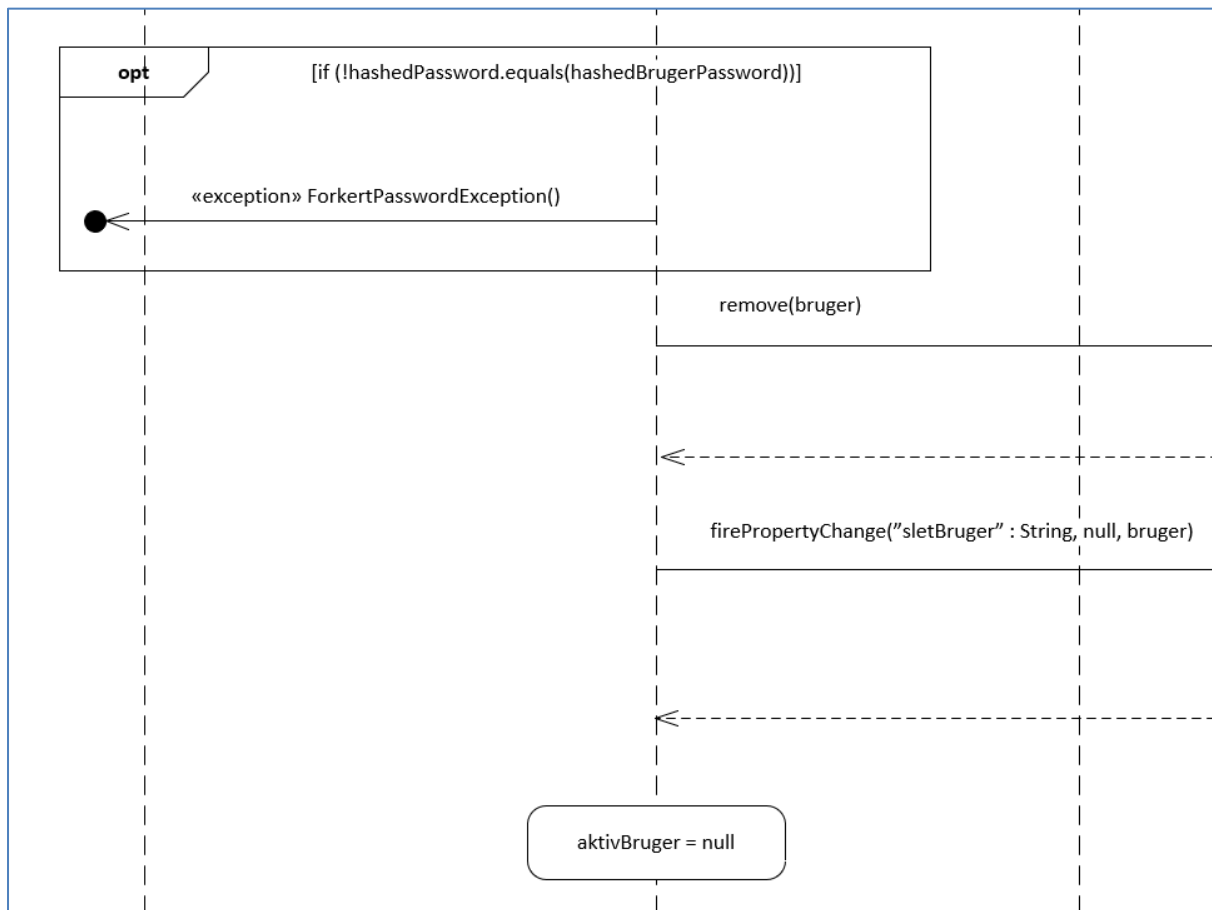 opt
[if (!hashedPassword.equals(hashedBrugerPassword))]
«exception» ForkertPasswordException()
remove(bruger)
firePropertyChange(”sletBruger” : String, null, bruger)
aktivBruger = null